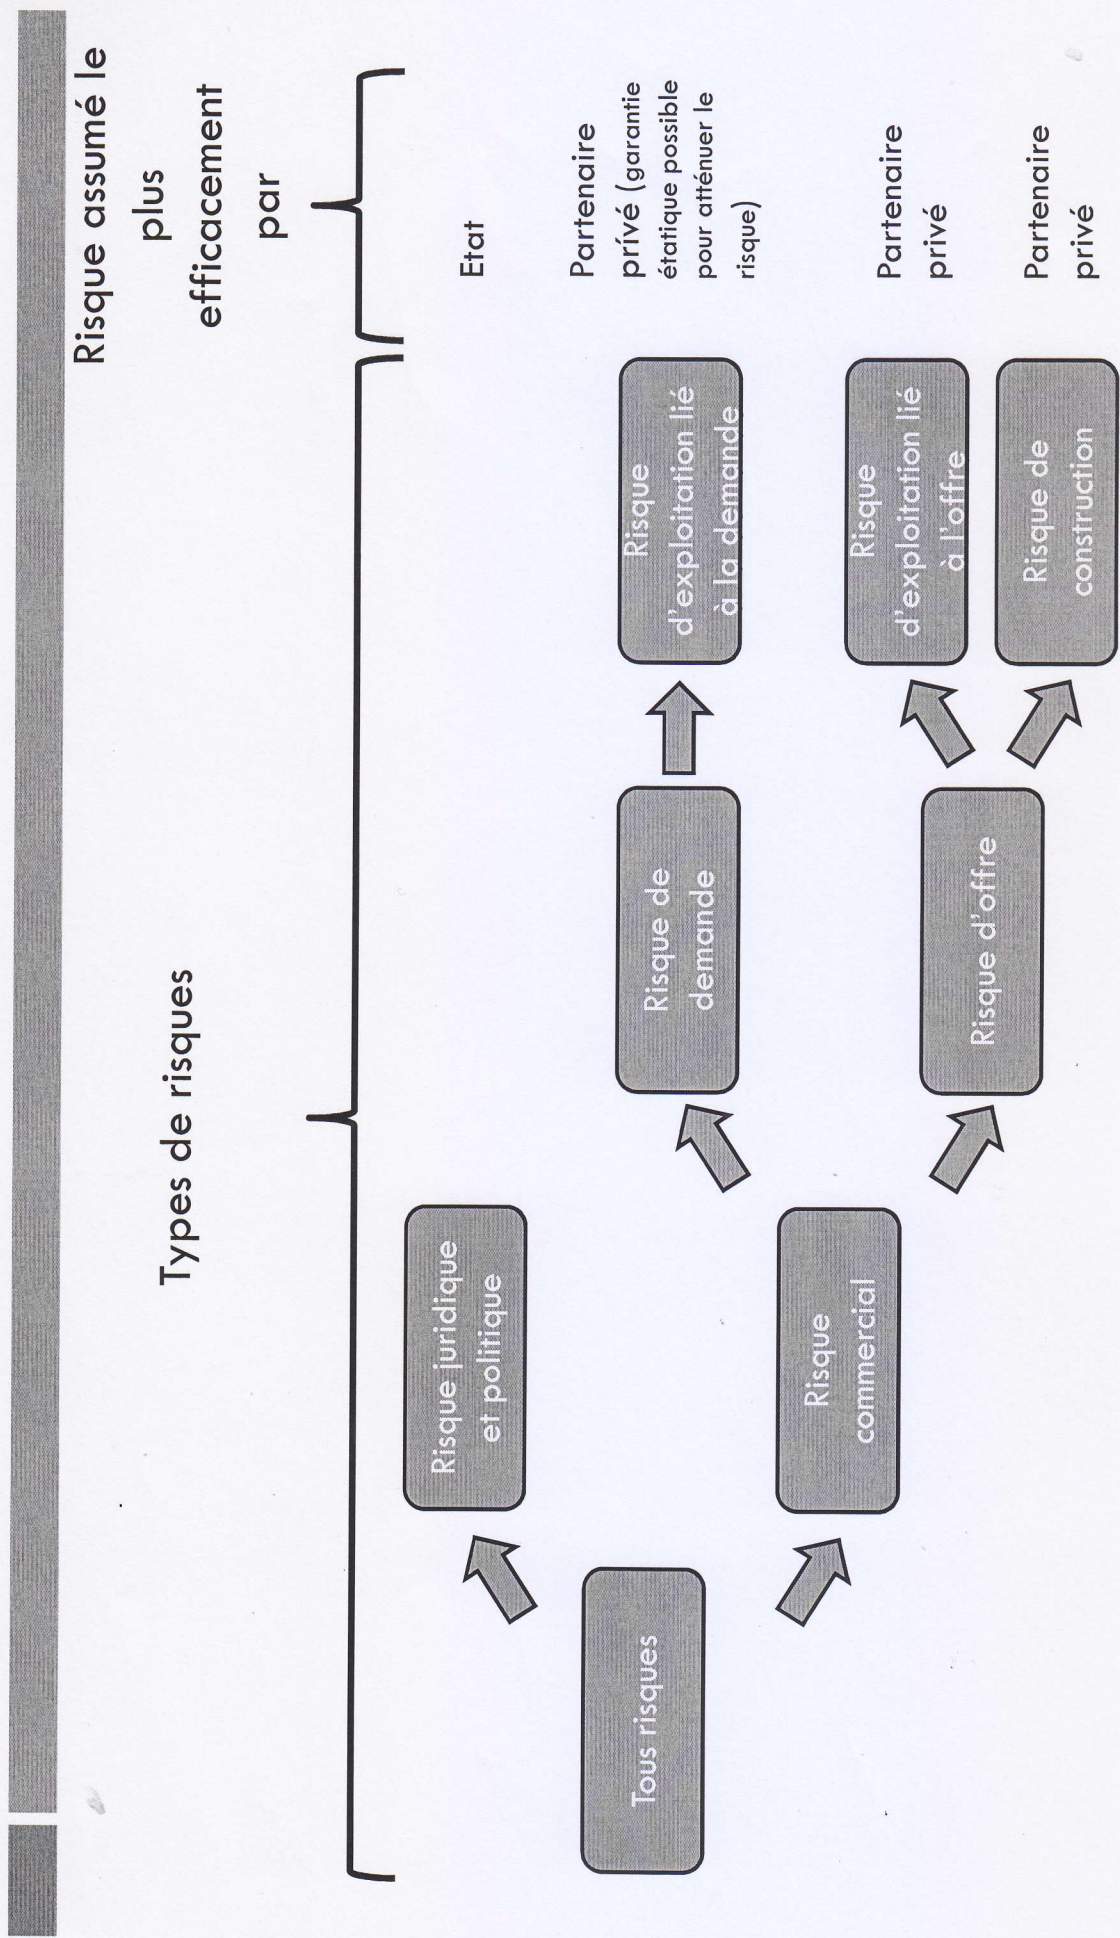 Types de risques
Risque assumé le
plus
efficacement
par
Tous risques
Risque juridique
et politique
Etat
Risque
commercial
Risque de
demande
Risque
d'exploitation lié
à la demande
Partenaire
privé (garantie
étatique possible
pour atténuer le
risque)
Risque d'offre
Risque
d'exploitation lié
à l'offre
Partenaire
privé
Risque de
construction
Partenaire
privé